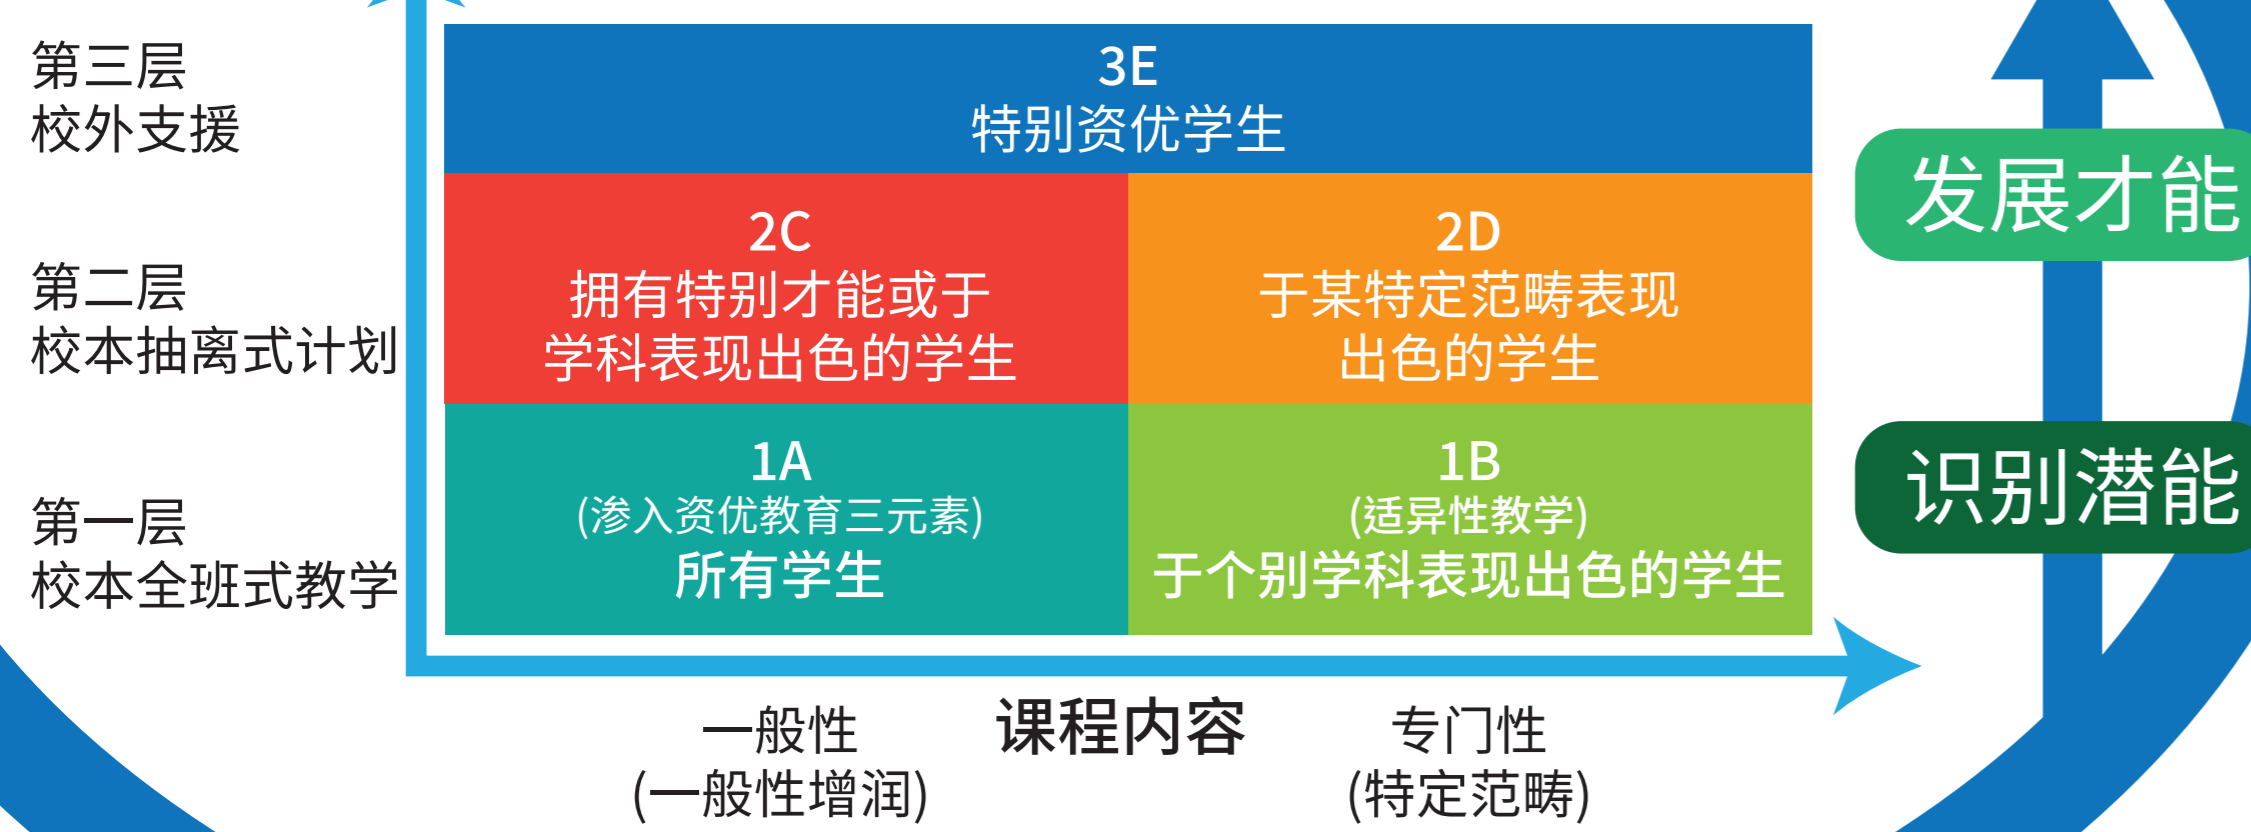 第三层
校外支援
3E
特别资优学生
发展才能
第二层
校本抽离式计划
2C
拥有特别才能或于
学科表现出色的学生
2D
于某特定范畴表现
出色的学生
第一层
校本全班式教学
1A
(渗入资优教育三元素)
所有学生
1B
(适异性教学)
于个别学科表现出色的学生
识别潜能
一般性
(一般性增润)
课程内容
专门性
(特定范畴)